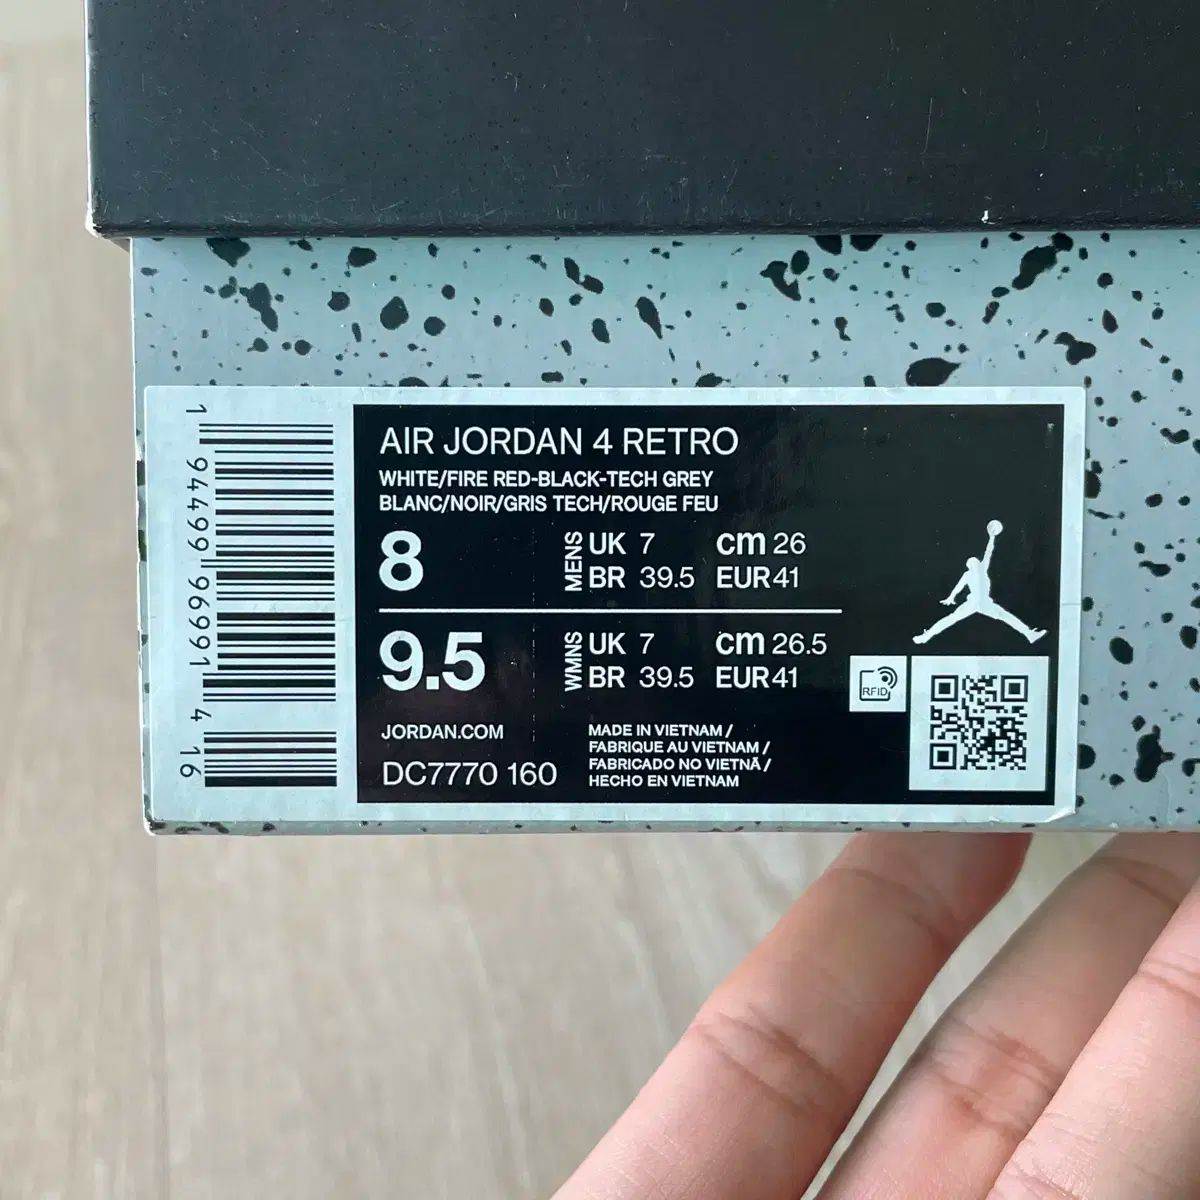 AIR JORDAN 4 RETRO
WHITE/FIRE RED-BLACK-TECH GREY
BLANC/NOIR/GRIS TECH/ROUGE FEU
8 MENS UK 7 cm 26
BR 39.5 EUR 41
9.5 WMNS UK 7 cm 26.5
BR 39.5 EUR 41
RFID
JORDAN.COM
DC7770 160
MADE IN VIETNAM /
FABRIQUE AU VIETNAM /
FABRICADO NO VIETNÃ /
HECHO EN VIETNAM
1 94499 96991 4 16